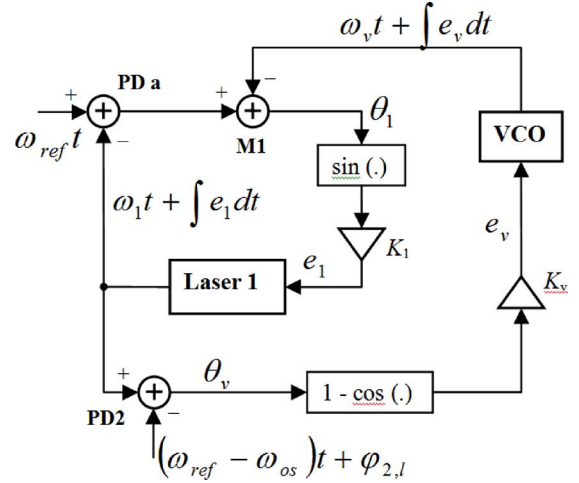 ω_v t + ∫ e_v dt
+ − 
PD a
+ +
M1
θ_1
VCO
ω_ref t
−
sin (.)
ω_1 t + ∫ e_1 dt
e_v
K_1
e_1
Laser 1
K_v
+
θ_v
1 - cos (.)
PD2
−
(ω_ref − ω_os) t + φ_2,l